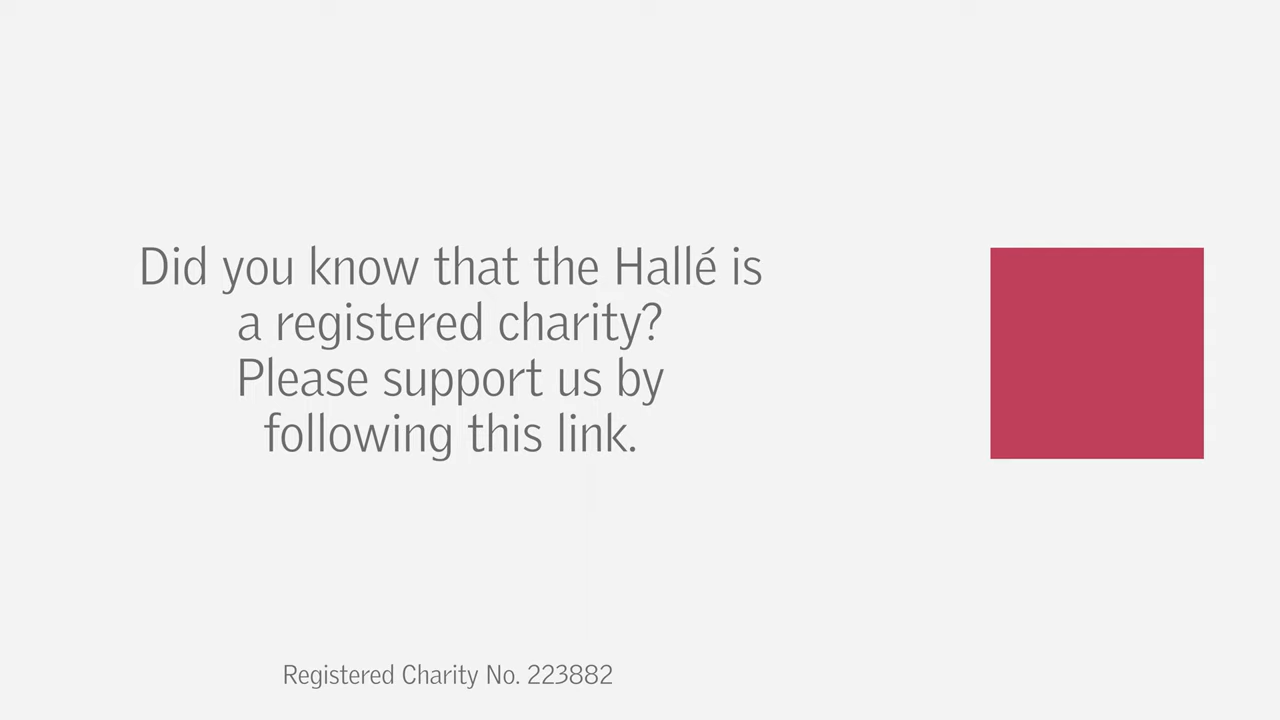 Did you know that the Hallé is
a registered charity?
Please support us by
following this link.
Registered Charity No. 223882